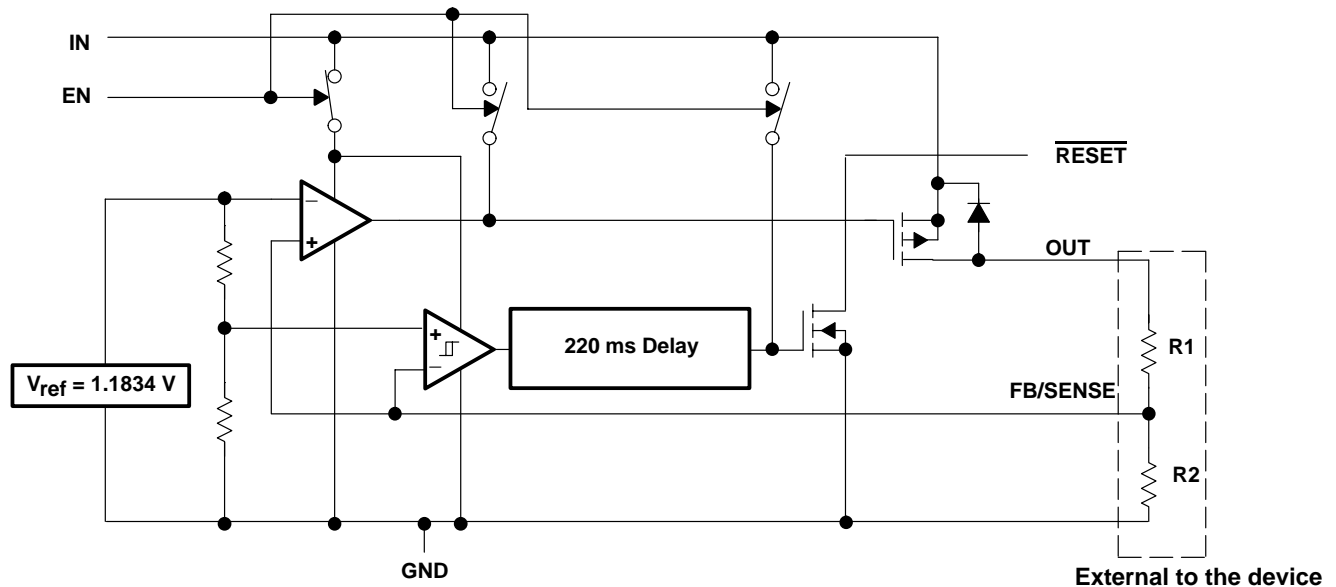 IN
EN
RESET
OUT
−
+
+
−
220 ms Delay
R1
Vref = 1.1834 V
FB/SENSE
R2
GND
External to the device